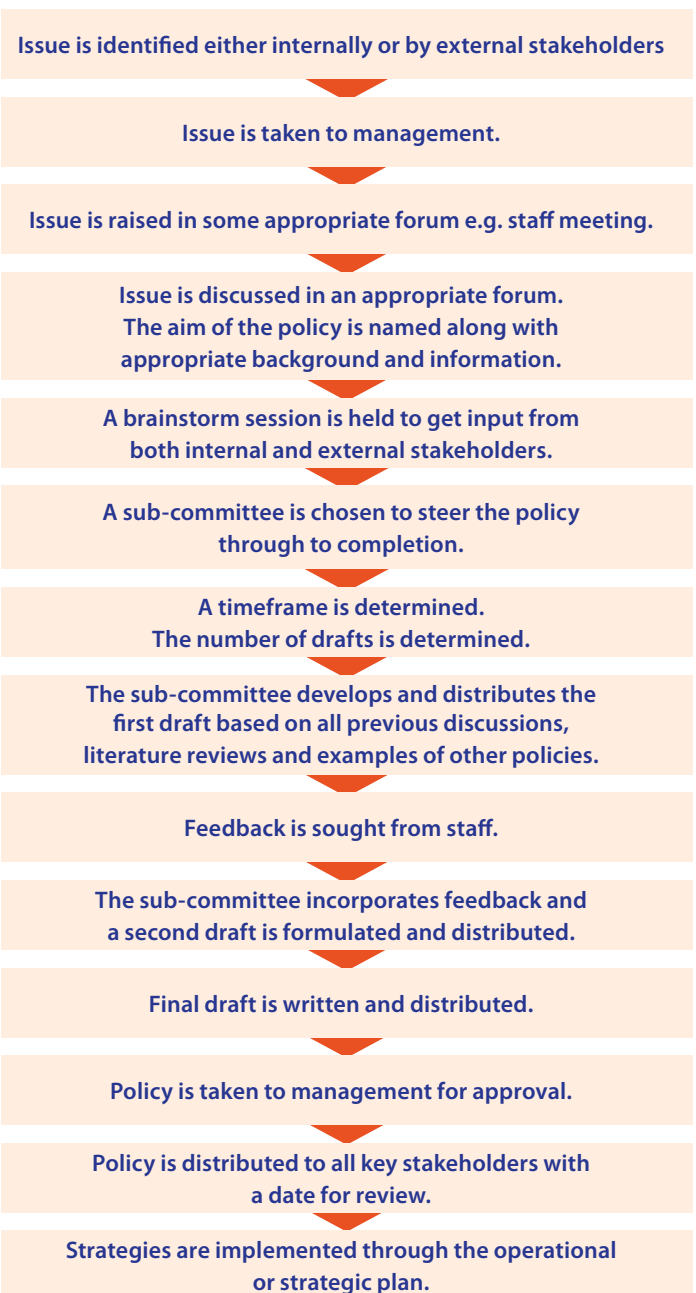 Issue is identified either internally or by external stakeholders
Issue is taken to management.
Issue is raised in some appropriate forum e.g. staff meeting.
Issue is discussed in an appropriate forum.
The aim of the policy is named along with
appropriate background and information.
A brainstorm session is held to get input from
both internal and external stakeholders.
A sub-committee is chosen to steer the policy
through to completion.
A timeframe is determined.
The number of drafts is determined.
The sub-committee develops and distributes the
first draft based on all previous discussions,
literature reviews and examples of other policies.
Feedback is sought from staff.
The sub-committee incorporates feedback and
a second draft is formulated and distributed.
Final draft is written and distributed.
Policy is taken to management for approval.
Policy is distributed to all key stakeholders with
a date for review.
Strategies are implemented through the operational
or strategic plan.